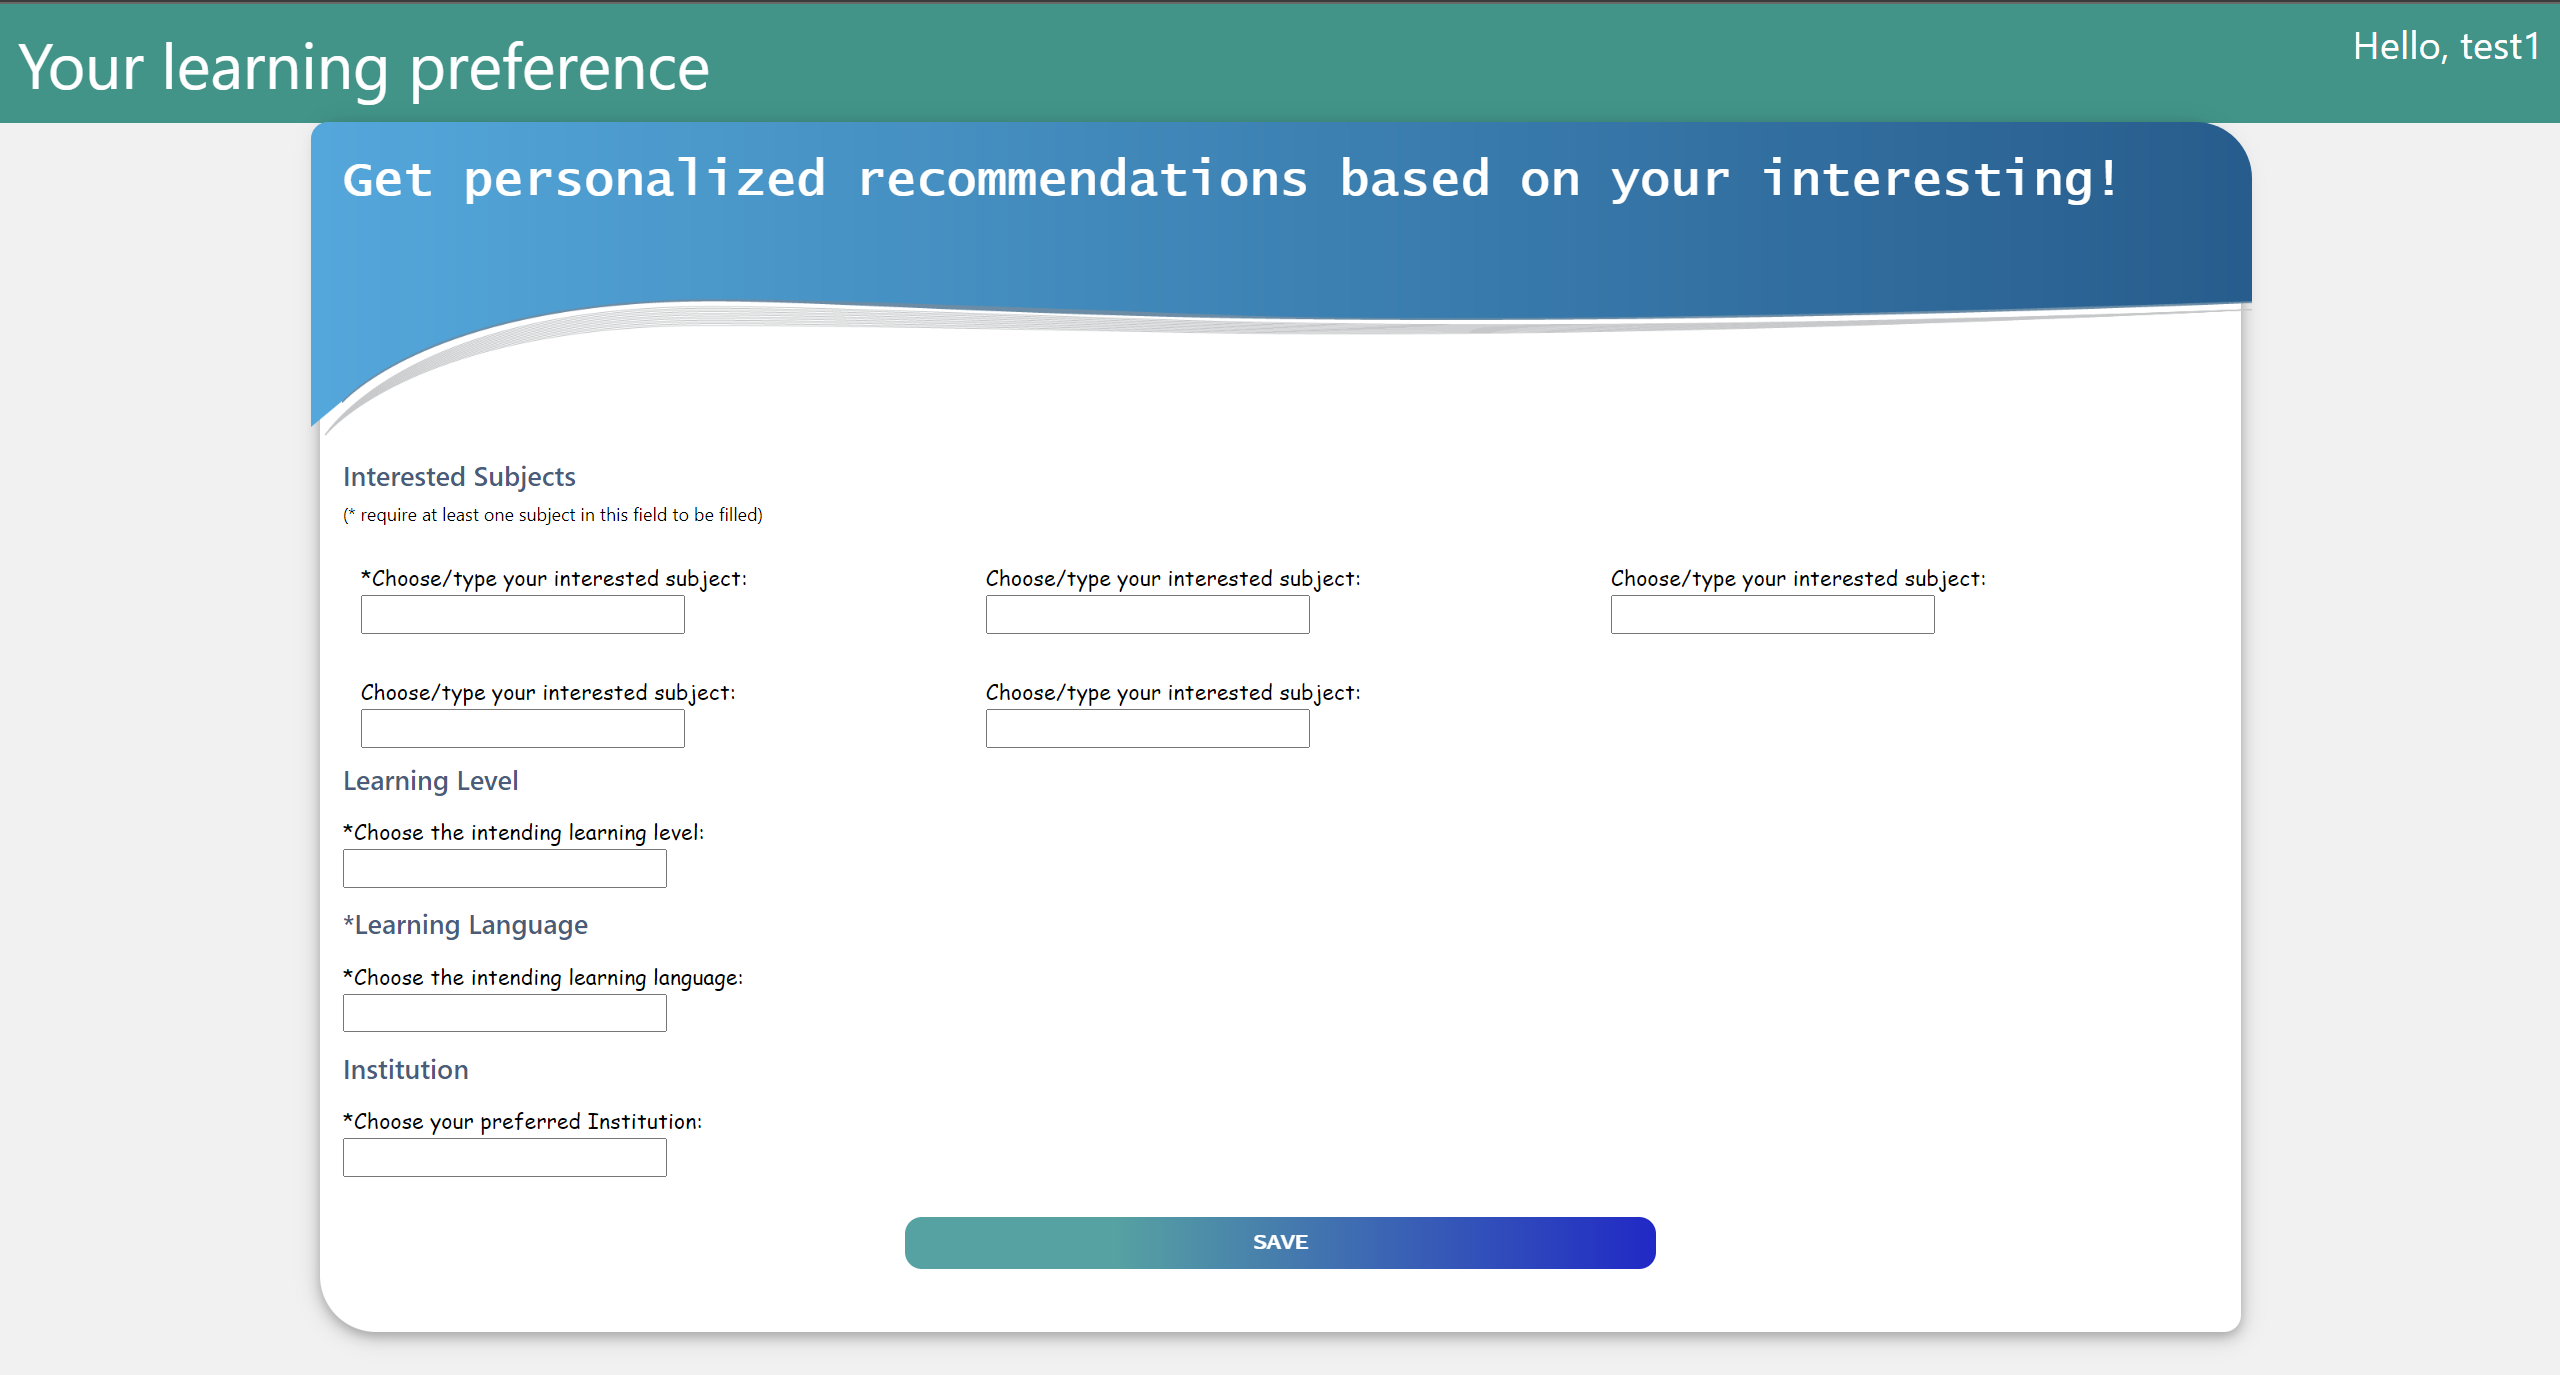 Your learning preference
Hello, test1
Get personalized recommendations based on your interesting!
Interested Subjects
(* require at least one subject in this field to be filled)
*Choose/type your interested subject:
Choose/type your interested subject:
Choose/type your interested subject:
Choose/type your interested subject:
Choose/type your interested subject:
Learning Level
*Choose the intending learning level:
*Learning Language
*Choose the intending learning language:
Institution
*Choose your preferred Institution:
SAVE